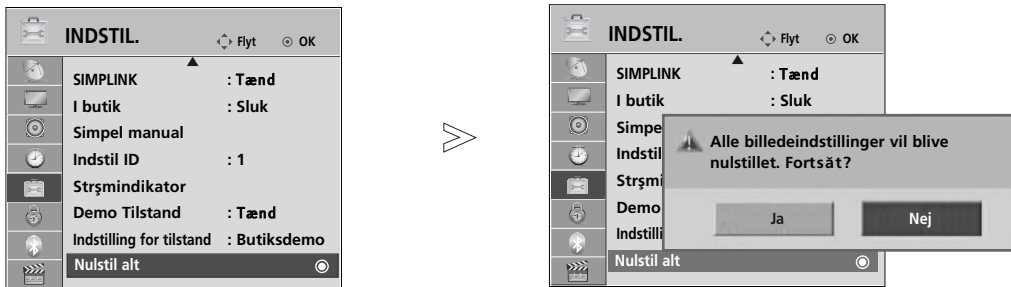 INDSTIL. Flyt OK
SIMPLINK : Tænd
I butik : Sluk
Simpel manual
Indstil ID : 1
Strşmindikator
Demo Tilstand : Tænd
Indstilling for tilstand : Butiksdemo
Nulstil alt
INDSTIL. Flyt OK
SIMPLINK : Tænd
I butik : Sluk
Simpe
Indstil
Strşmi
Demo
Indstilli
Nulstil alt
Alle billedeindstillinger vil blive
nulstillet. Fortsăt?
Ja Nej